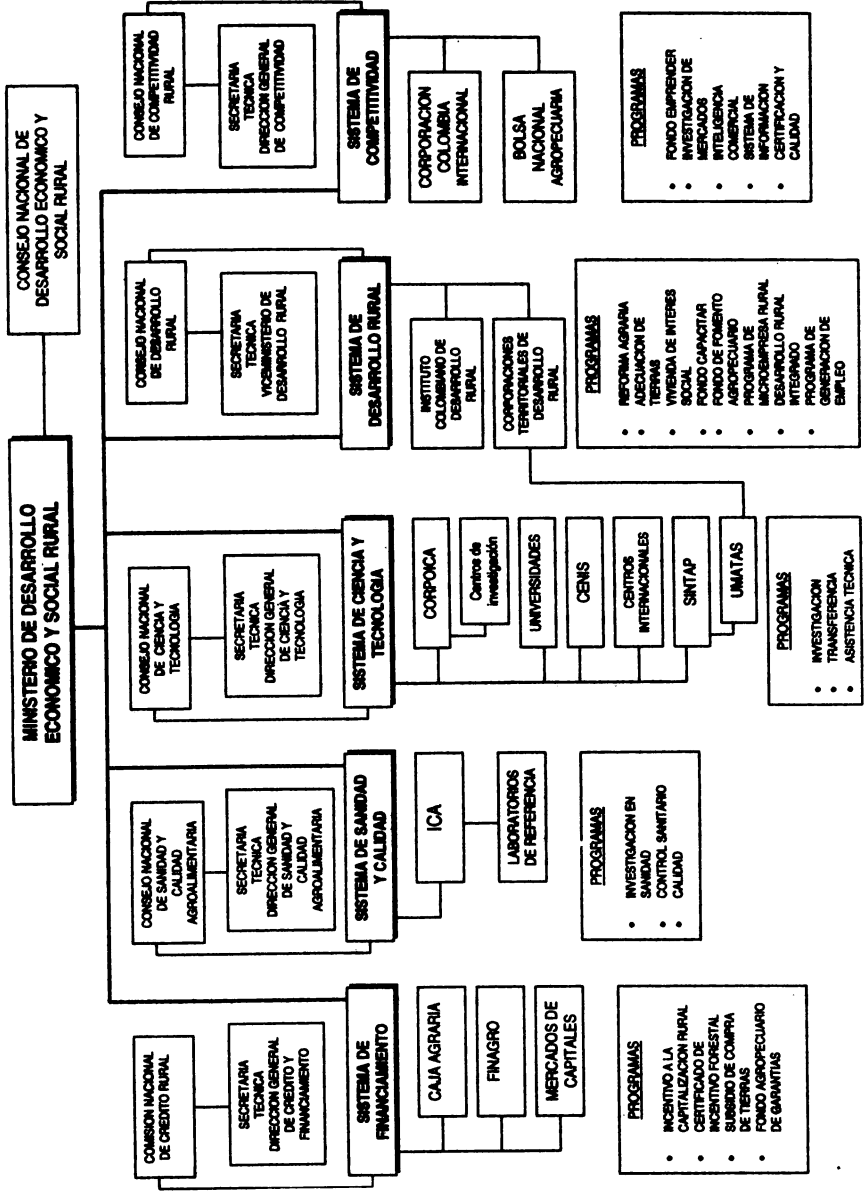 MINISTERIO DE DESARROLLO
ECONOMICO Y SOCIAL RURAL
CONSEJO NACIONAL DE
DESARROLLO ECONOMICO Y
SOCIAL RURAL
COMISION NACIONAL
DE CREDITO RURAL
SECRETARIA
TECNICA
DIRECCION GENERAL
DE CREDITO Y
FINANCIAMIENTO
SISTEMA DE
FINANCIAMIENTO
CAJA AGRARIA
FINAGRO
MERCADOS DE
CAPITALES
PROGRAMAS
• INCENTIVO A LA
CAPITALIZACION RURAL
• CERTIFICADO DE
INCENTIVO FORESTAL
• SUBSIDIO DE COMPRA
DE TIERRAS
• FONDO AGROPECUARIO
DE GARANTIAS
CONSEJO NACIONAL
DE SANIDAD Y
CALIDAD
AGROALIMENTARIA
SECRETARIA
TECNICA
DIRECCION GENERAL
DE SANIDAD Y
CALIDAD
AGROALIMENTARIA
SISTEMA DE SANIDAD
Y CALIDAD
ICA
LABORATORIOS
DE REFERENCIA
PROGRAMAS
• INVESTIGACION EN
SANIDAD
• CONTROL SANITARIO
• CALIDAD
CONSEJO NACIONAL
DE CIENCIA Y
TECNOLOGIA
SECRETARIA
TECNICA
DIRECCION GENERAL
DE CIENCIA Y
TECNOLOGIA
SISTEMA DE CIENCIA Y
TECNOLOGIA
CORPOICA
Centros de
investigación
UNIVERSIDADES
CENIS
CENTROS
INTERNACIONALES
SINTAP
UMATAS
PROGRAMAS
• INVESTIGACION
• TRANSFERENCIA
• ASISTENCIA TECNICA
CONSEJO NACIONAL
DE DESARROLLO
RURAL
SECRETARIA
TECNICA
VICEMINISTERIO DE
DESARROLLO RURAL
SISTEMA DE
DESARROLLO RURAL
INSTITUTO
COLOMBIANO DE
DESARROLLO
RURAL
CORPORACIONES
TERRITORIALES DE
DESARROLLO
RURAL
PROGRAMAS
• REFORMA AGRARIA
• ADECUACION DE
TIERRAS
• VIVIENDA DE INTERES
SOCIAL
• FONDO CAPACITAR
• FONDO DE FOMENTO
AGROPECUARIO
• PROGRAMA DE
MICROEMPRESA RURAL
• DESARROLLO RURAL
INTEGRADO
• PROGRAMA DE
GENERACION DE
EMPLEO
CONSEJO NACIONAL
DE COMPETITIVIDAD
RURAL
SECRETARIA
TECNICA
DIRECCION GENERAL
DE COMPETITIVIDAD
SISTEMA DE
COMPETITIVIDAD
CORPORACION
COLOMBIA
INTERNACIONAL
BOLSA
NACIONAL
AGROPECUARIA
PROGRAMAS
• FONDO EMPRENDER
• INVESTIGACION DE
MERCADOS
• INTELIGENCIA
COMERCIAL
• SISTEMA DE
INFORMACION
• CERTIFICACION Y
CALIDAD